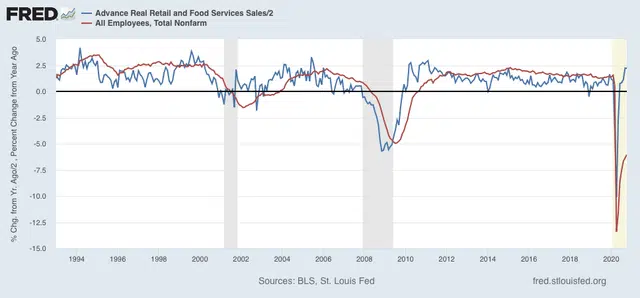 FRED
Advance Real Retail and Food Services Sales/2
All Employees, Total Nonfarm
% Chg. from Yr. Ago/2 , Percent Change from Year Ago
5.0
2.5
0.0
-2.5
-5.0
-7.5
-10.0
-12.5
-15.0
1994 1996 1998 2000 2002 2004 2006 2008 2010 2012 2014 2016 2018 2020
Sources: BLS, St. Louis Fed
fred.stlouisfed.org